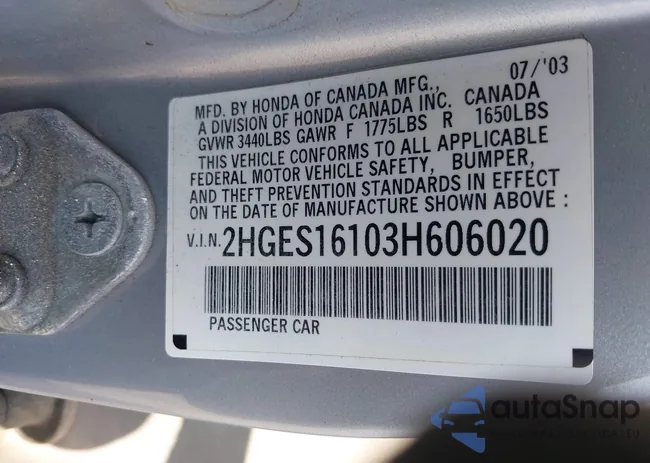 07/'03
MFD. BY HONDA OF CANADA MFG., CANADA
A DIVISION OF HONDA CANADA INC.
GVWR 3440LBS GAWR F 1775LBS R 1650LBS
THIS VEHICLE CONFORMS TO ALL APPLICABLE
FEDERAL MOTOR VEHICLE SAFETY, BUMPER,
AND THEFT PREVENTION STANDARDS IN EFFECT
ON THE DATE OF MANUFACTURE SHOWN ABOVE :
V.I.N. 2HGES16103H606020
PASSENGER CAR
autaSnap